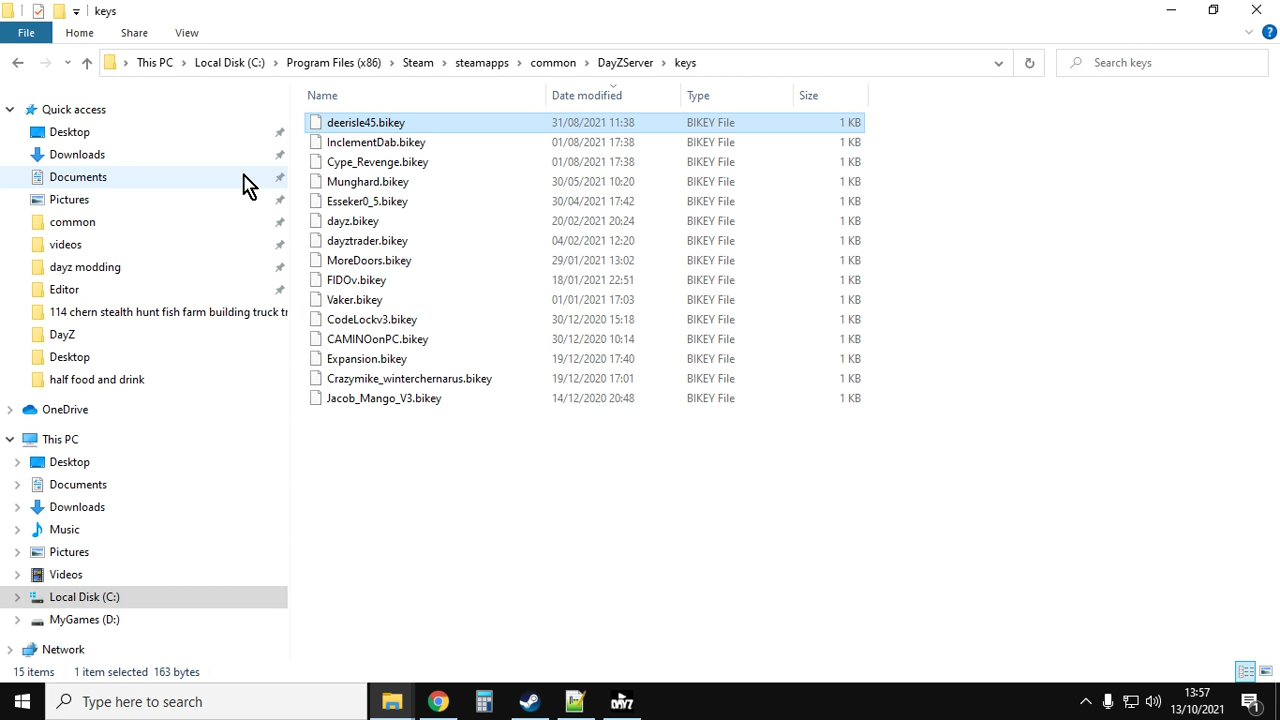 keys
File Home Share View
This PC Local Disk (C:) Program Files (x86) Steam steamapps common DayZServer keys
Search keys
Name Date modified Type Size
Quick access
Desktop
Downloads
Documents
Pictures
common
videos
dayz modding
Editor
114 chern stealth hunt fish farm building truck tr
DayZ
Desktop
half food and drink
OneDrive
This PC
Desktop
Documents
Downloads
Music
Pictures
Videos
Local Disk (C:)
MyGames (D:)
Network
deerisle45.bikey 31/08/2021 11:38 BIKEY File 1 KB
InclementDab.bikey 01/08/2021 17:38 BIKEY File 1 KB
Cype_Revenge.bikey 01/08/2021 17:38 BIKEY File 1 KB
Munghard.bikey 30/05/2021 10:20 BIKEY File 1 KB
Esseker0_5.bikey 30/04/2021 17:42 BIKEY File 1 KB
dayz.bikey 20/02/2021 20:24 BIKEY File 1 KB
dayztrader.bikey 04/02/2021 12:20 BIKEY File 1 KB
MoreDoors.bikey 29/01/2021 13:02 BIKEY File 1 KB
FIDOv.bikey 18/01/2021 22:51 BIKEY File 1 KB
Vaker.bikey 01/01/2021 17:03 BIKEY File 1 KB
CodeLockv3.bikey 30/12/2020 15:18 BIKEY File 1 KB
CAMINOonPC.bikey 30/12/2020 10:14 BIKEY File 1 KB
Expansion.bikey 19/12/2020 17:40 BIKEY File 1 KB
Crazymike_winterchernarus.bikey 19/12/2020 17:01 BIKEY File 1 KB
Jacob_Mango_V3.bikey 14/12/2020 20:48 BIKEY File 1 KB
15 items 1 item selected 163 bytes
Type here to search
DAYZ
13:57
13/10/2021
1